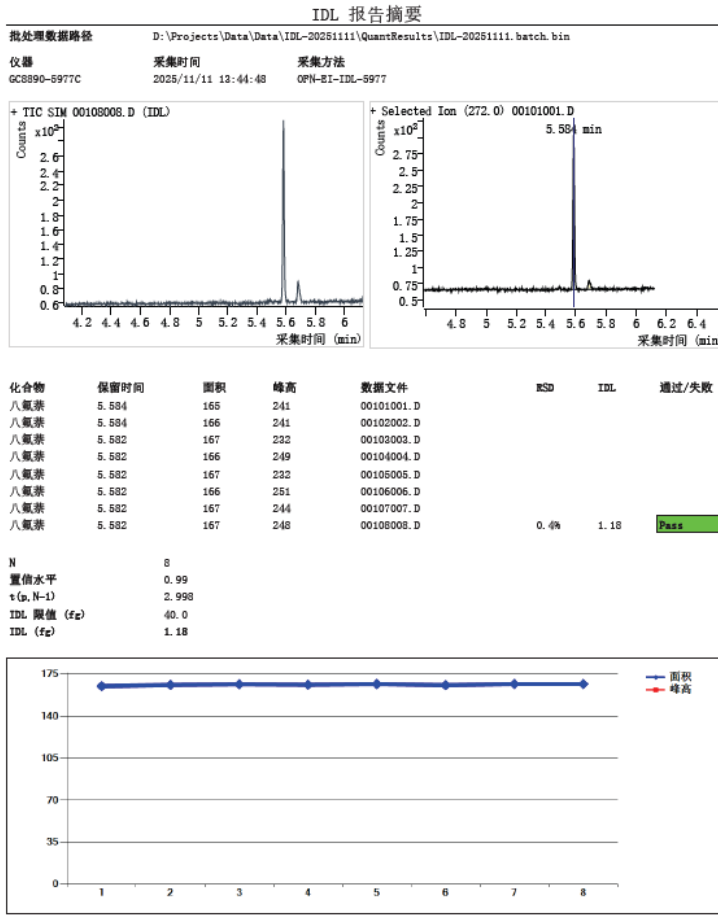 IDL 报告摘要
批处理数据路径 D:\Projects\Data\Data\IDL-20251111\QuantResults\IDL-20251111.batch.bin
仪器 采集时间 采集方法
GC8890-5977C 2025/11/11 13:44:48 OFN-EI-IDL-5977
+ TIC SIM 00108008.D (IDL)
x10²
Counts
2.6
2.4
2.2
2
1.8
1.6
1.4
1.2
1
0.8
0.6
4.2 4.4 4.6 4.8 5 5.2 5.4 5.6 5.8 6
采集时间 (min)
+ Selected Ion (272.0) 00101001.D
x10²
5.584 min
Counts
2.75
2.5
2.25
2
1.75
1.5
1.25
1
0.75
0.5
4.8 5 5.2 5.4 5.6 5.8 6 6.2 6.4
采集时间 (min
化合物 保留时间 面积 峰高 数据文件 RSD IDL 通过/失败
八氟萘 5.584 165 241 00101001.D
八氟萘 5.584 166 241 00102002.D
八氟萘 5.582 167 232 00103003.D
八氟萘 5.582 166 249 00104004.D
八氟萘 5.582 167 232 00105005.D
八氟萘 5.582 166 251 00106006.D
八氟萘 5.582 167 244 00107007.D
八氟萘 5.582 167 248 00108008.D 0.4% 1.18 Pass
N 8
置信水平 0.99
t(p,N-1) 2.998
IDL 限值 (fg) 40.0
IDL (fg) 1.18
175
140
105
70
35
0
1 2 3 4 5 6 7 8
面积
峰高